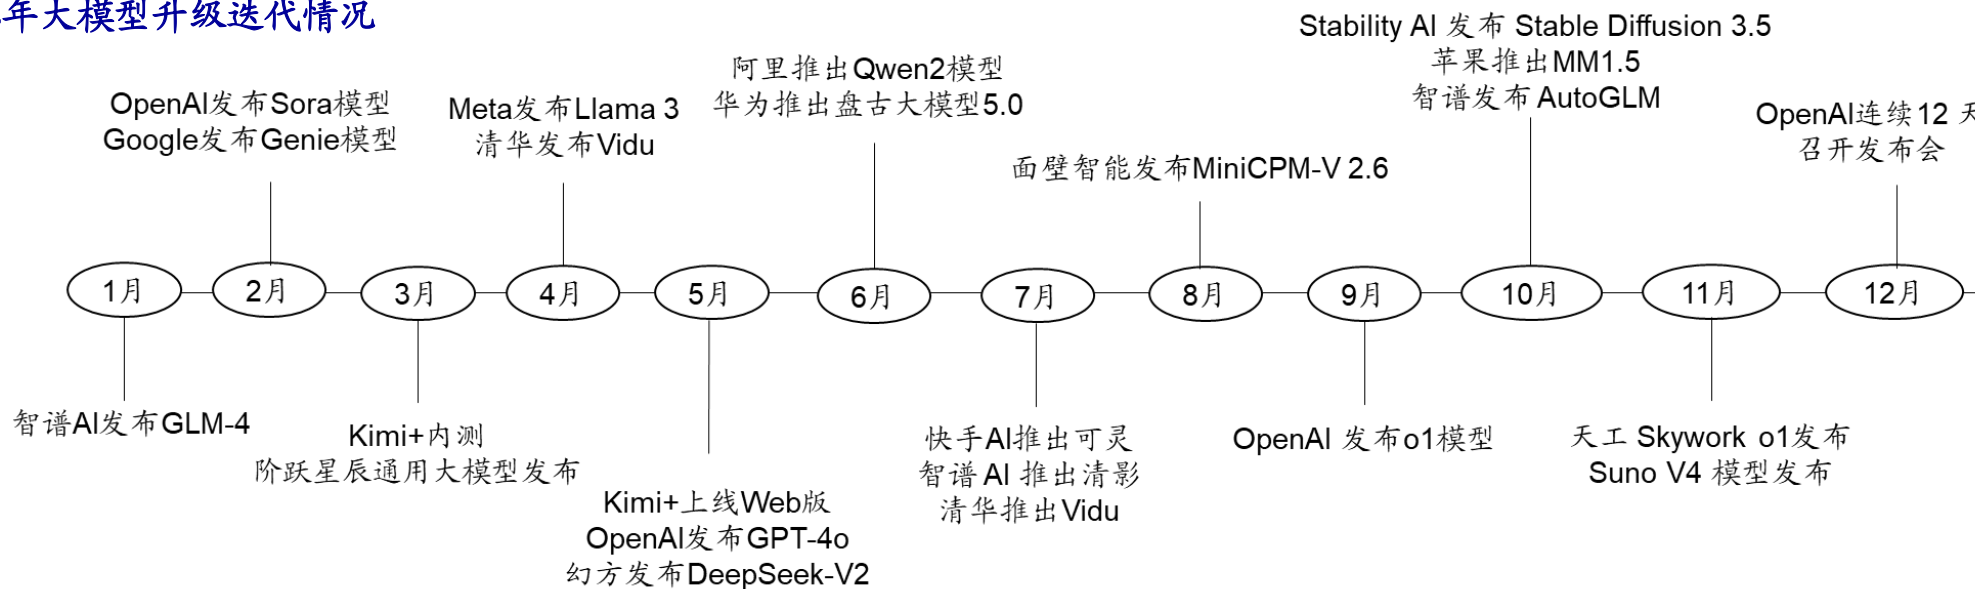 年大模型升级迭代情况
OpenAI发布Sora模型
Google发布Genie模型
Meta发布Llama 3
清华发布Vidu
阿里推出Qwen2模型
华为推出盘古大模型5.0
面壁智能发布MiniCPM-V 2.6
Stability AI 发布 Stable Diffusion 3.5
苹果推出MM1.5
智谱发布 AutoGLM
OpenAI连续12 天
召开发布会
1月
2月
3月
4月
5月
6月
7月
8月
9月
10月
11月
12月
智谱AI发布GLM-4
Kimi+内测
阶跃星辰通用大模型发布
Kimi+上线Web版
OpenAI发布GPT-4o
幻方发布DeepSeek-V2
快手AI推出可灵
智谱 AI 推出清影
清华推出Vidu
OpenAI 发布o1模型
天工 Skywork o1发布
Suno V4 模型发布